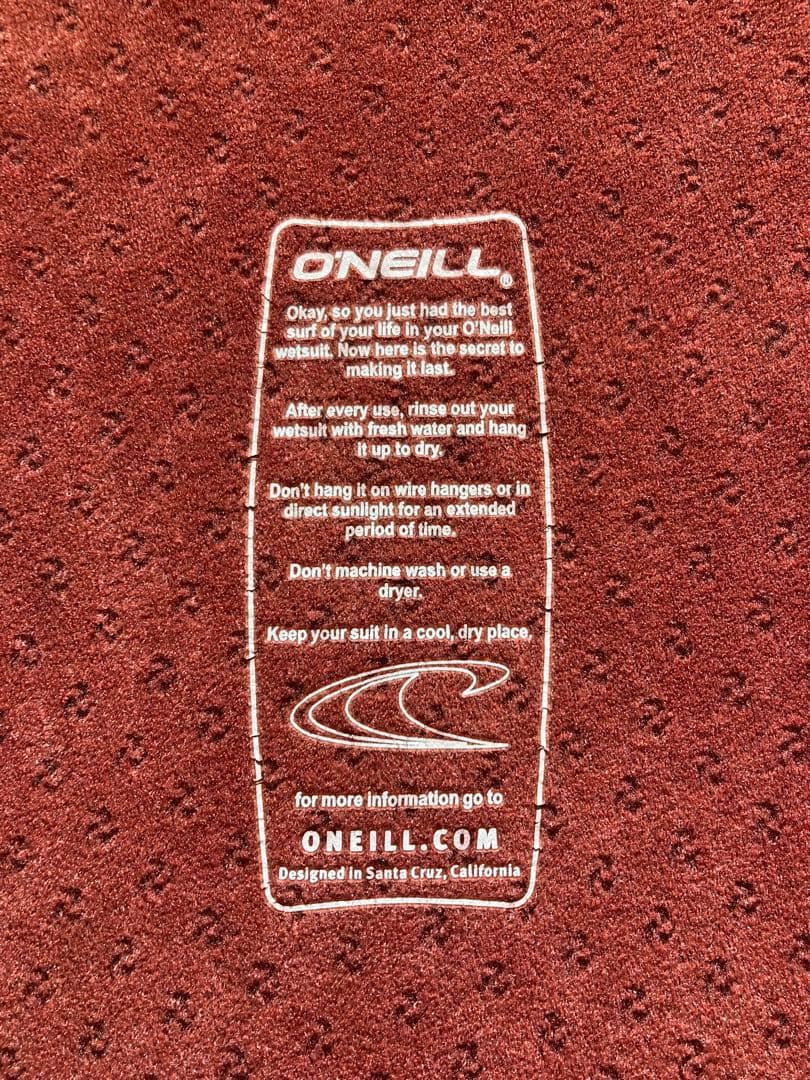 O'NEILL®
Okay, so you just had the best
surf of your life in your O'Neill
wetsuit. Now here is the secret to
making it last.
After every use, rinse out your
wetsuit with fresh water and hang
it up to dry.
Don't hang it on wire hangers or in
direct sunlight for an extended
period of time.
Don't machine wash or use a
dryer.
Keep your suit in a cool, dry place.
for more information go to
ONEILL.COM
Designed in Santa Cruz, California